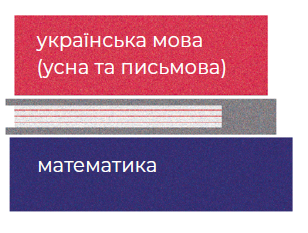 українська мова
(усна та письмова)
математика